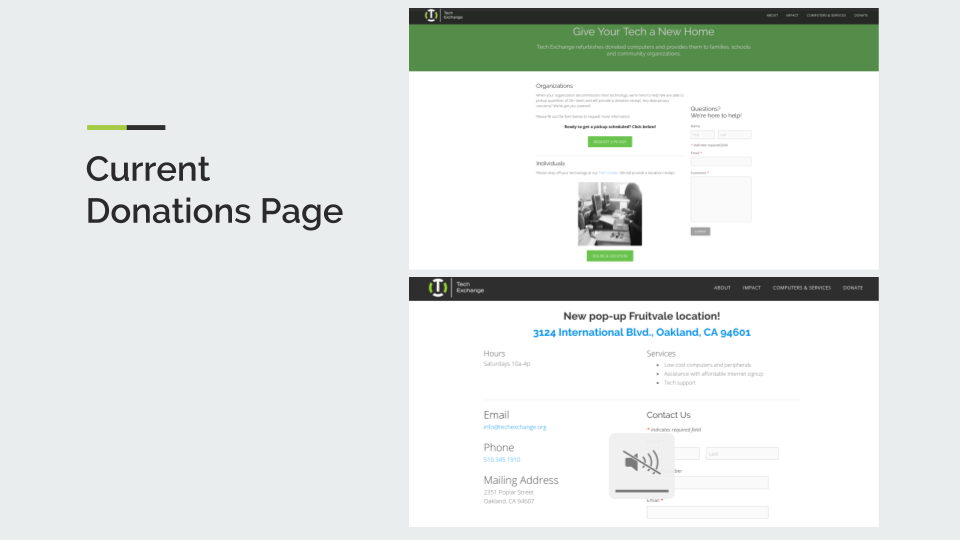 Current
Donations Page
Tech
Exchange
ABOUT IMPACT COMPUTERS & SERVICES DONATE
Give Your Tech a New Home
Tech Exchange refurbishes donated computers and provides them to families, schools
and community organizations.
Organizations
Please fill out the form below to request more information.
Ready to get a pickup scheduled? Click below!
REQUEST A PICKUP
Individuals
Please drop off your technology at our Tech Center. We will provide a donation receipt.
HOURS & LOCATION
Questions?
We're here to help!
Name
First Last
* Indicates required field
Email *
Comment *
SUBMIT
Tech
Exchange
ABOUT IMPACT COMPUTERS & SERVICES DONATE
New pop-up Fruitvale location!
3124 International Blvd., Oakland, CA 94601
Hours
Saturdays 10a-4p
Services
Low-cost computers and peripherals
Assistance with affordable Internet signup
Tech support
Email
info@techexchange.org
Phone
510.345.1910
Mailing Address
2351 Poplar Street
Oakland, CA 94607
Contact Us
* Indicates required field
Last
Email *